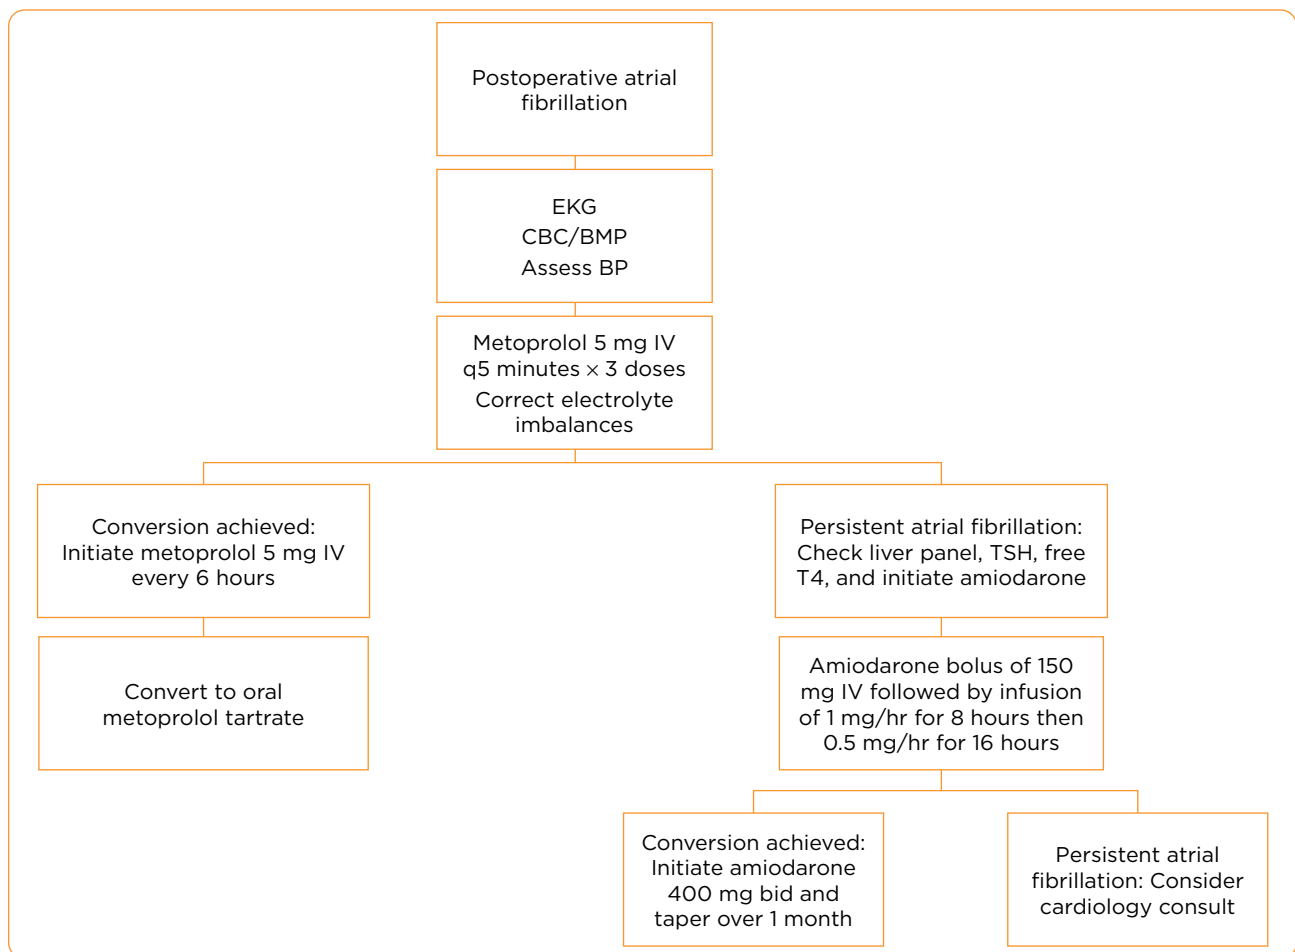 Postoperative atrial
fibrillation
EKG
CBC/BMP
Assess BP
Metoprolol 5 mg IV
q5 minutes × 3 doses
Correct electrolyte
imbalances
Conversion achieved:
Initiate metoprolol 5 mg IV
every 6 hours
Convert to oral
metoprolol tartrate
Persistent atrial fibrillation:
Check liver panel, TSH, free
T4, and initiate amiodarone
Amiodarone bolus of 150
mg IV followed by infusion
of 1 mg/hr for 8 hours then
0.5 mg/hr for 16 hours
Conversion achieved:
Initiate amiodarone
400 mg bid and
taper over 1 month
Persistent atrial
fibrillation: Consider
cardiology consult